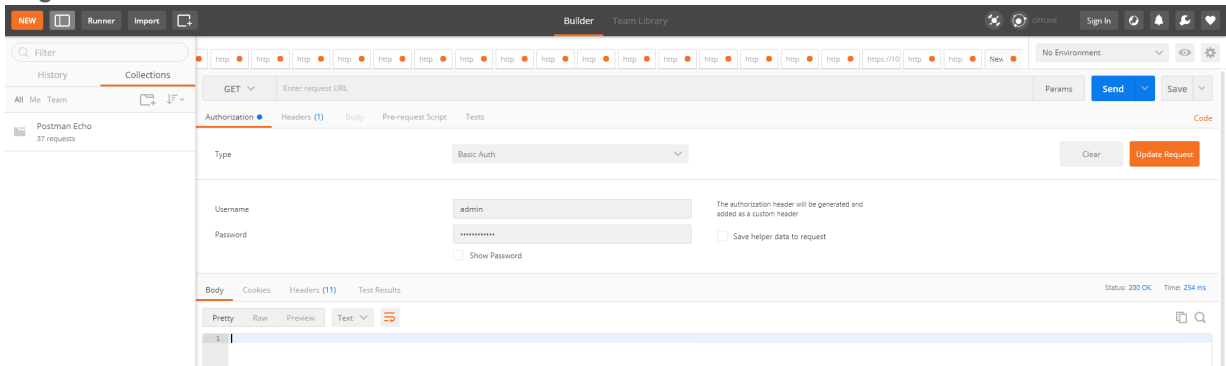 NEW Runner Import Builder Team Library OFFLINE Sign In
Filter
History Collections
All Me Team
Postman Echo
37 requests
http http http http http http http http http http http http http http http http https://10 http http New No Environment
GET Enter request URL Params Send Save
Authorization Headers (1) Body Pre-request Script Tests Code
Type Basic Auth Clear Update Request
Username admin The authorization header will be generated and
added as a custom header
Password •••••••••••• Save helper data to request
Show Password
Body Cookies Headers (11) Test Results Status: 200 OK Time: 254 ms
Pretty Raw Preview Text
1